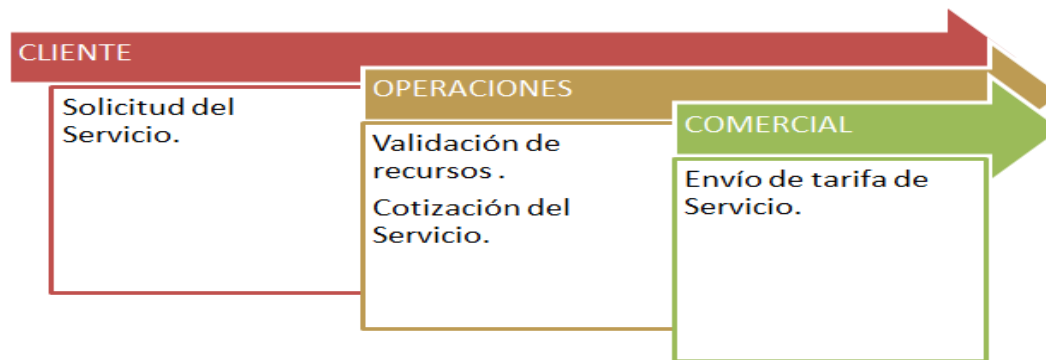 CLIENTE
Solicitud del
Servicio.
OPERACIONES
Validación de
recursos .
Cotización del
Servicio.
COMERCIAL
Envío de tarifa de
Servicio.